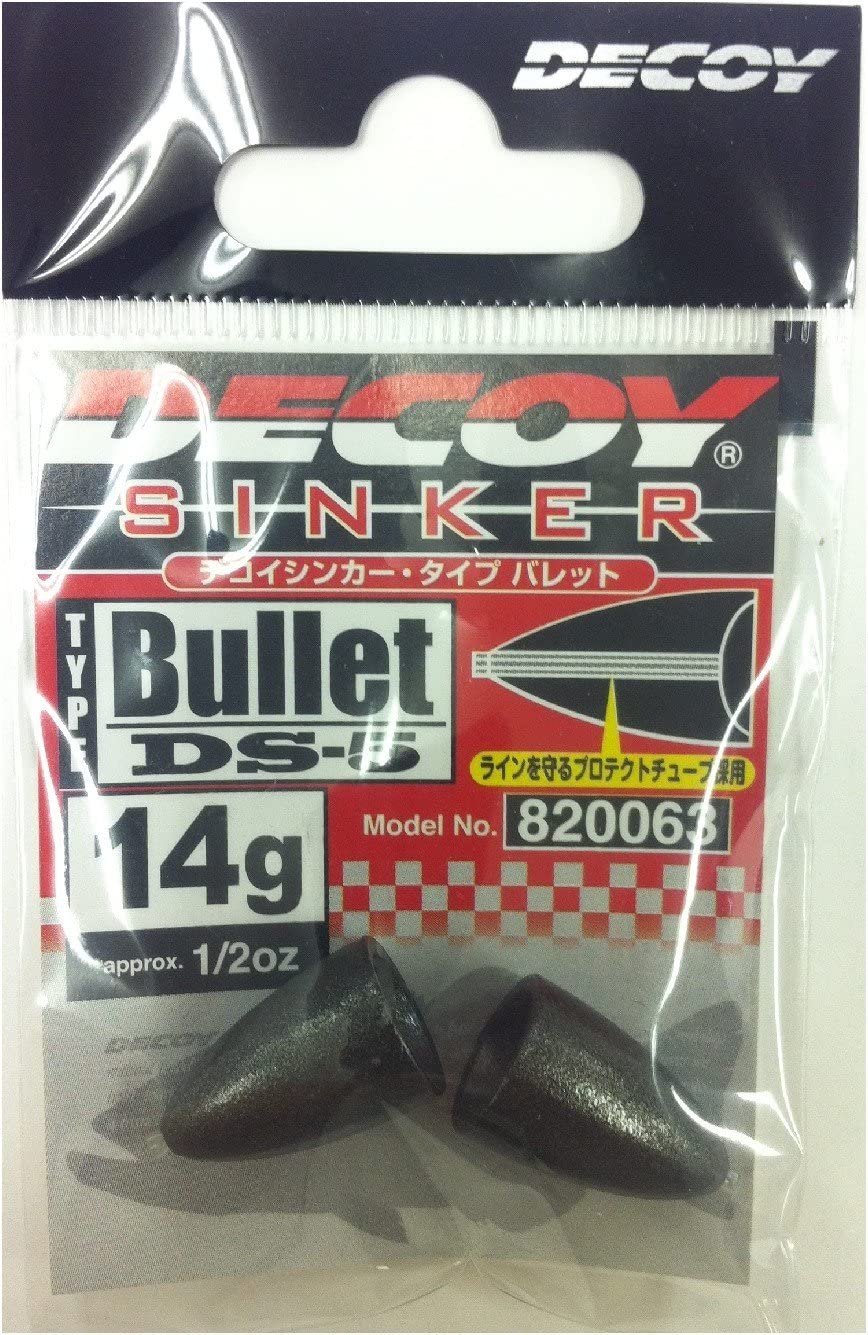 DECOY
DECOY®
SINKER
デコイシンカー・タイプ バレット
TYPE
Bullet
DS-5
ラインを守るプロテクトチューブ採用
14g
Model No. 820063
approx. 1/2oz
DECOY